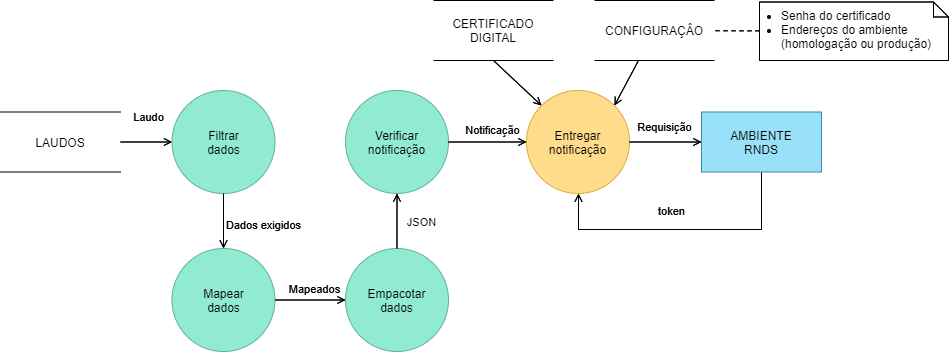 CERTIFICADO
DIGITAL
CONFIGURAÇÂO
• Senha do certificado
• Endereços do ambiente
(homologação ou produção)
LAUDOS
Laudo
Filtrar
dados
Verificar
notificação
Notificação
Entregar
notificação
Requisição
AMBIENTE
RNDS
Dados exigidos
JSON
token
Mapear
dados
Mapeados
Empacotar
dados